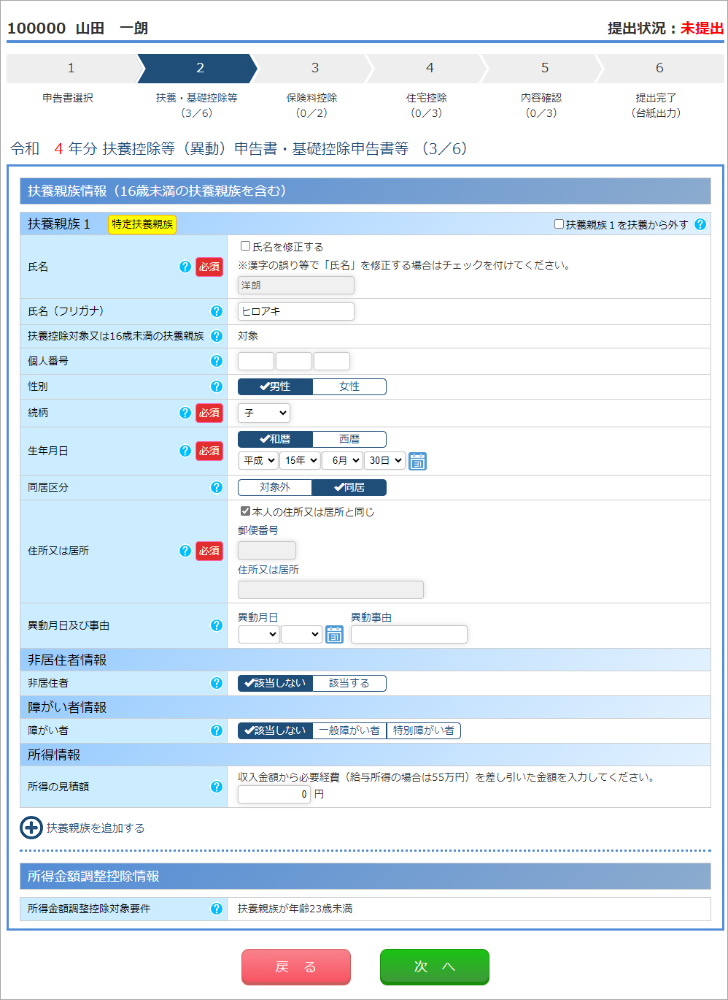 100000 山田　一朗
提出状況：未提出
1 2 3 4 5 6
申告書選択 扶養・基礎控除等 保険料控除 住宅控除 内容確認 提出完了
（3／6） （0／2） （0／3） （0／3） （台紙出力）
令和　4 年分 扶養控除等（異動）申告書・基礎控除申告書等 （3／6）
扶養親族情報（16歳未満の扶養親族を含む）
扶養親族１ 特定扶養親族 扶養親族１を扶養から外す ?
氏名 ? 必須 氏名を修正する
※漢字の誤り等で「氏名」を修正する場合はチェックを付けてください。
洋朗
氏名（フリガナ） ? ヒロアキ
扶養控除対象又は16歳未満の扶養親族 ? 対象
個人番号 ?
性別 ? 男性 女性
続柄 ? 必須 子
生年月日 ? 必須 和暦 西暦
平成 15年 6月 30日 31
同居区分 ? 対象外 同居
住所又は居所 ? 必須 本人の住所又は居所と同じ
郵便番号
住所又は居所
異動月日及び事由 ? 異動月日 異動事由
31
非居住者情報
非居住者 ? 該当しない 該当する
障がい者情報
障がい者 ? 該当しない 一般障がい者 特別障がい者
所得情報
所得の見積額 ? 収入金額から必要経費（給与所得の場合は55万円）を差し引いた金額を入力してください。
0 円
扶養親族を追加する
所得金額調整控除情報
所得金額調整控除対象要件 ? 扶養親族が年齢23歳未満
戻　る 次　へ